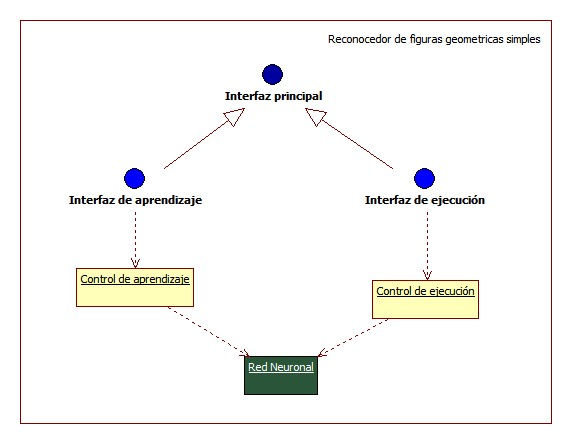 Reconocedor de figuras geometricas simples
Interfaz principal
Interfaz de aprendizaje
Interfaz de ejecución
Control de aprendizaje
Control de ejecución
Red Neuronal